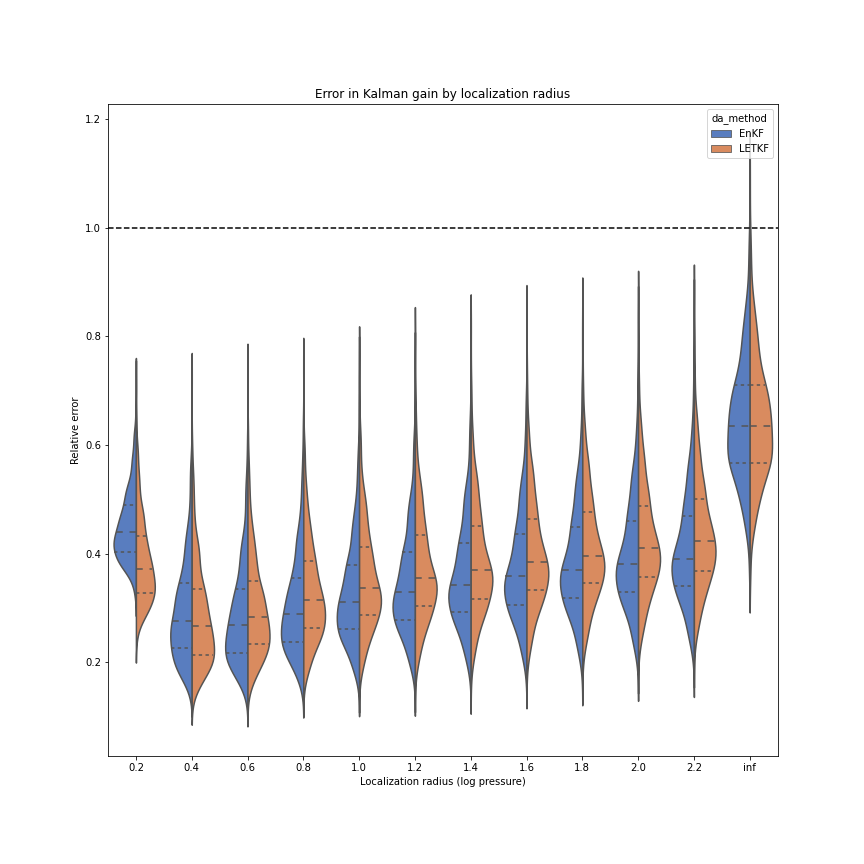 Error in Kalman gain by localization radius
da_method
EnKF
LETKF
1.2
1.0
0.8
0.6
0.4
0.2
Relative error
0.2 0.4 0.6 0.8 1.0 1.2 1.4 1.6 1.8 2.0 2.2 inf
Localization radius (log pressure)